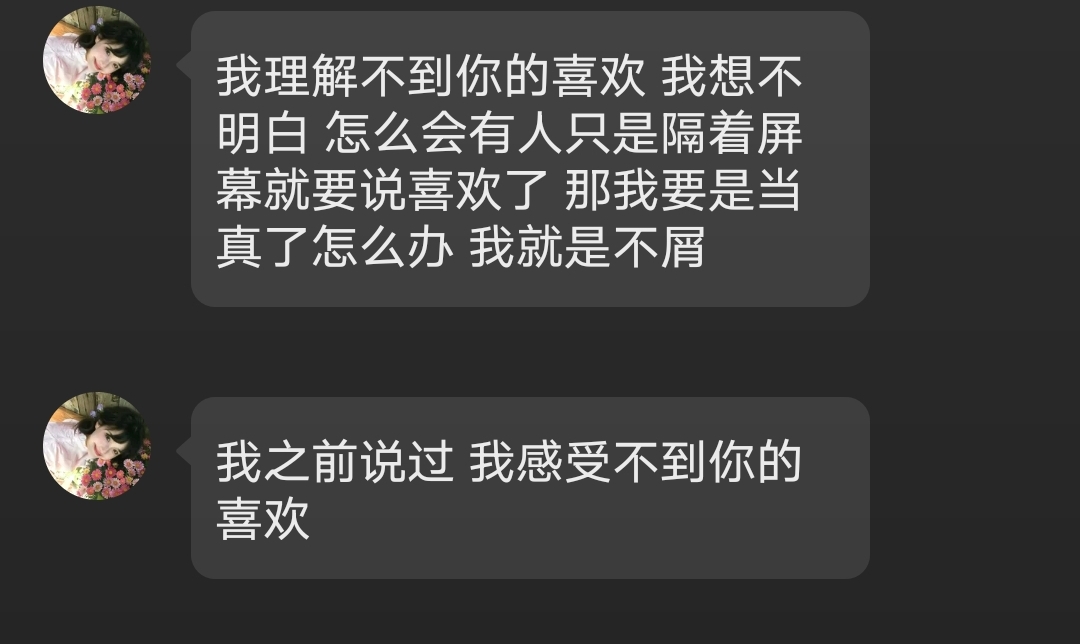 我理解不到你的喜欢 我想不
明白 怎么会有人只是隔着屏
幕就要说喜欢了 那我要是当
真了怎么办 我就是不屑
我之前说过 我感受不到你的
喜欢